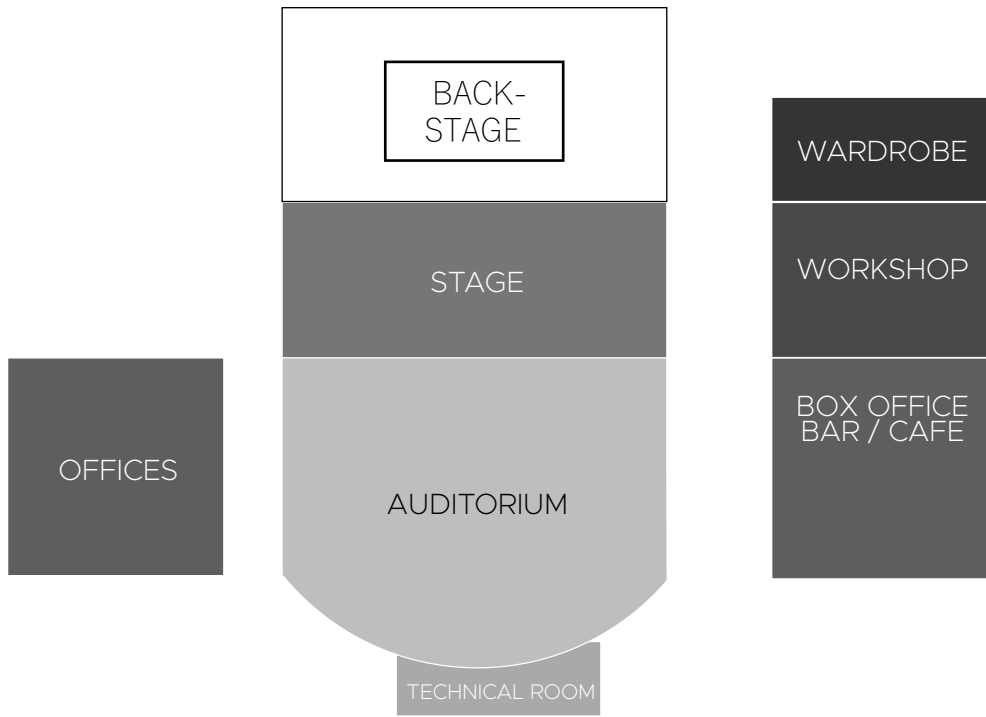 BACK-
STAGE
WARDROBE
STAGE
WORKSHOP
BOX OFFICE
BAR / CAFE
OFFICES
AUDITORIUM
TECHNICAL ROOM